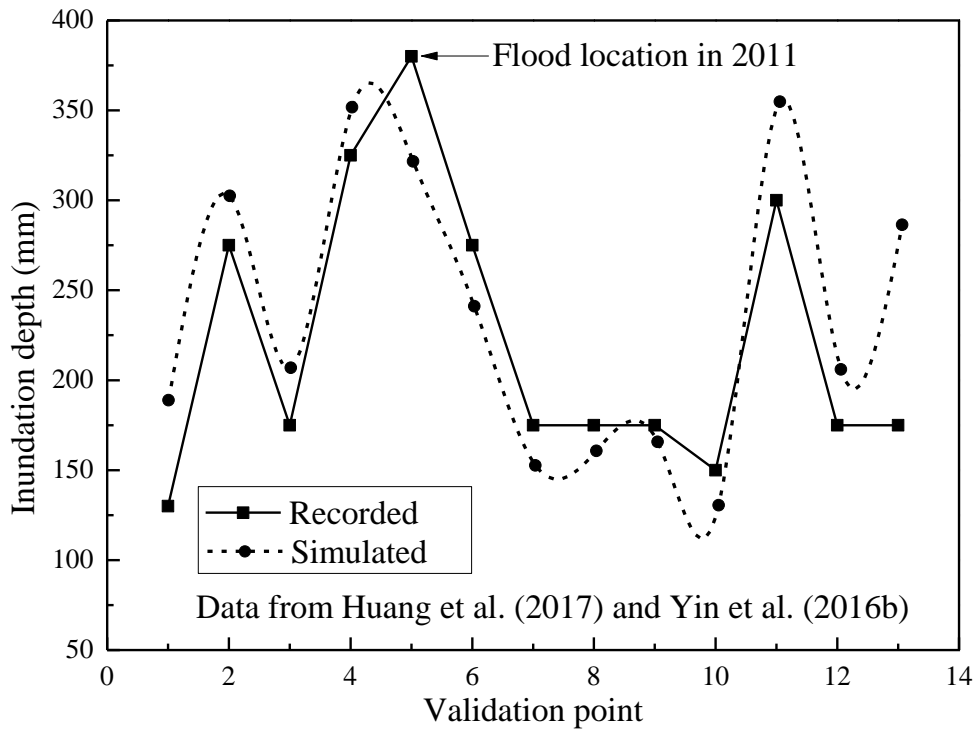 400
350
300
250
200
150
100
50
Inundation depth (mm)
Flood location in 2011
Recorded
Simulated
Data from Huang et al. (2017) and Yin et al. (2016b)
0 2 4 6 8 10 12 14
Validation point